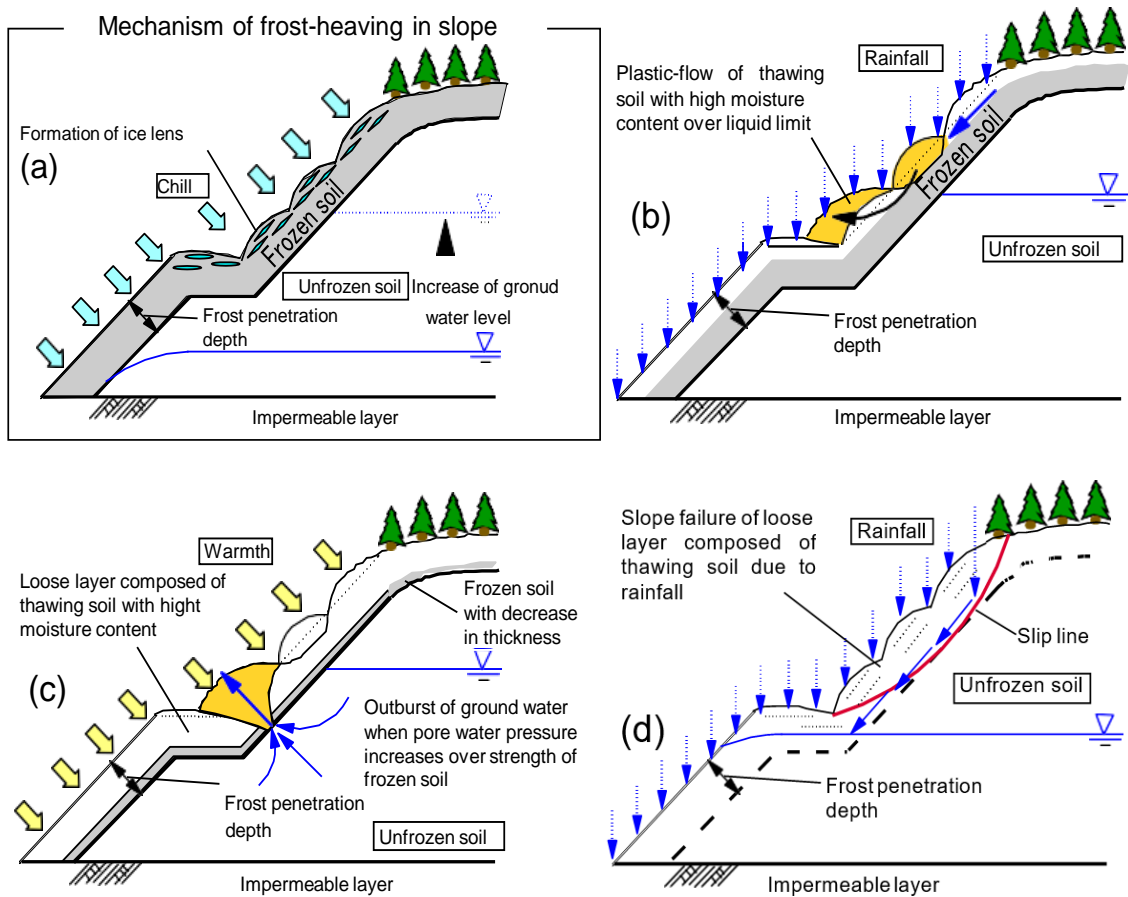 Mechanism of frost-heaving in slope
Formation of ice lens
(a)
Chill
Frozen soil
Unfrozen soil
Increase of gronud
water level
Frost penetration
depth
Impermeable layer
Rainfall
Plastic-flow of thawing
soil with high moisture
content over liquid limit
Frozen soil
(b)
Unfrozen soil
Frost penetration
depth
Impermeable layer
Warmth
Loose layer composed of
thawing soil with hight
moisture content
Frozen soil
with decrease
in thickness
(c)
Outburst of ground water
when pore water pressure
increases over strength of
frozen soil
Frost penetration
depth
Unfrozen soil
Impermeable layer
Slope failure of loose
layer composed of
thawing soil due to
rainfall
Rainfall
Slip line
Unfrozen soil
(d)
Frost penetration
depth
Impermeable layer